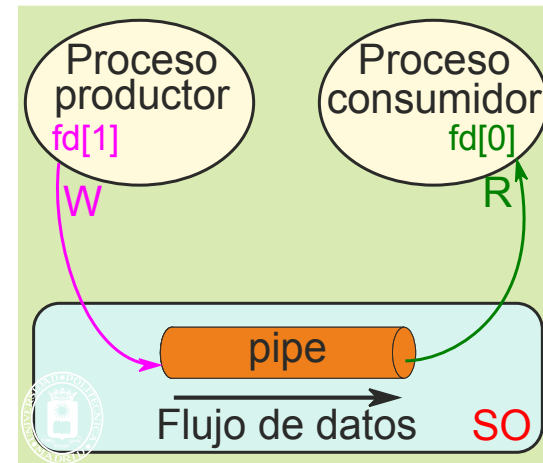 Proceso
productor
fd[1]
W
Proceso
consumidor
fd[0]
R
pipe
Flujo de datos
SO